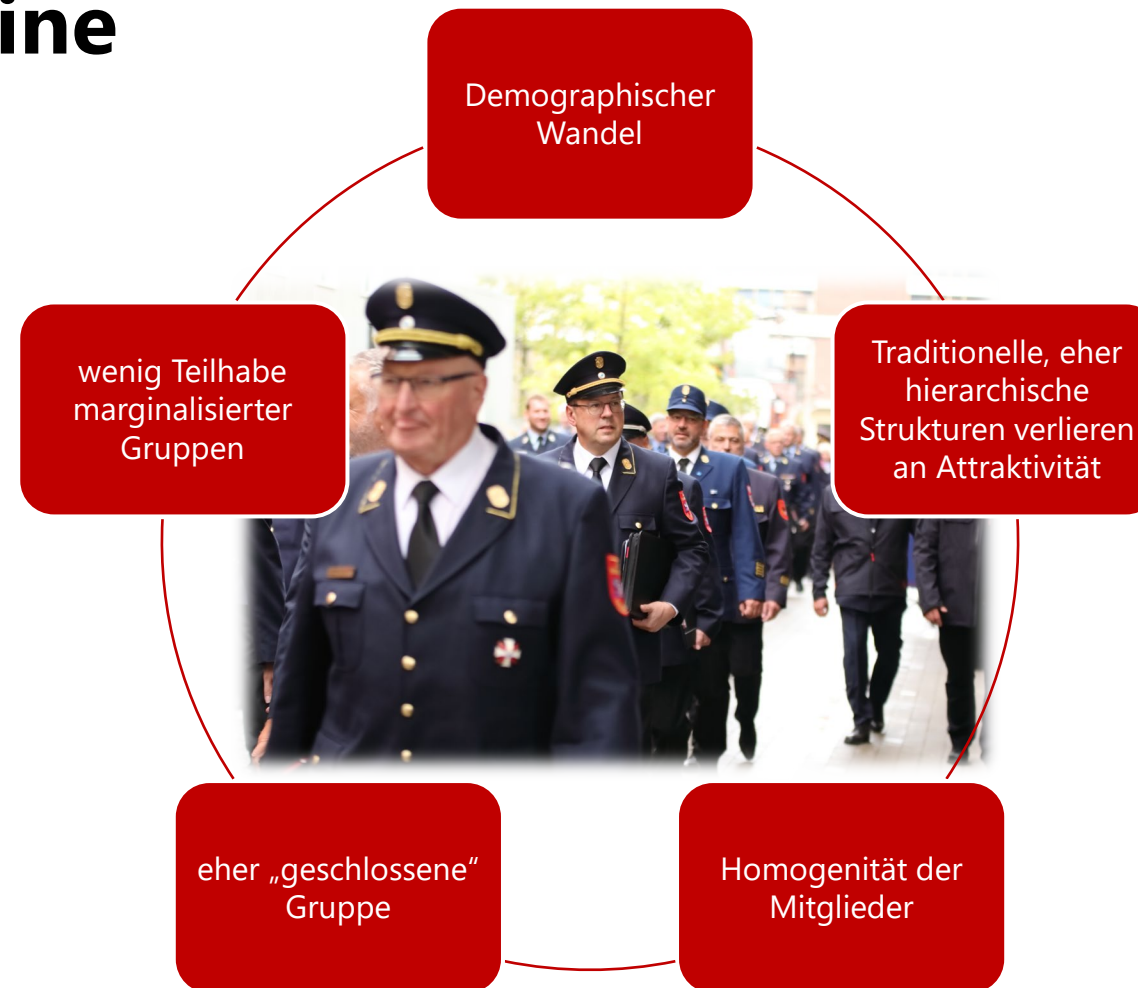 ine
Demographischer
Wandel
Traditionelle, eher
hierarchische
Strukturen verlieren
an Attraktivität
Homogenität der
Mitglieder
eher „geschlossene“
Gruppe
wenig Teilhabe
marginalisierter
Gruppen